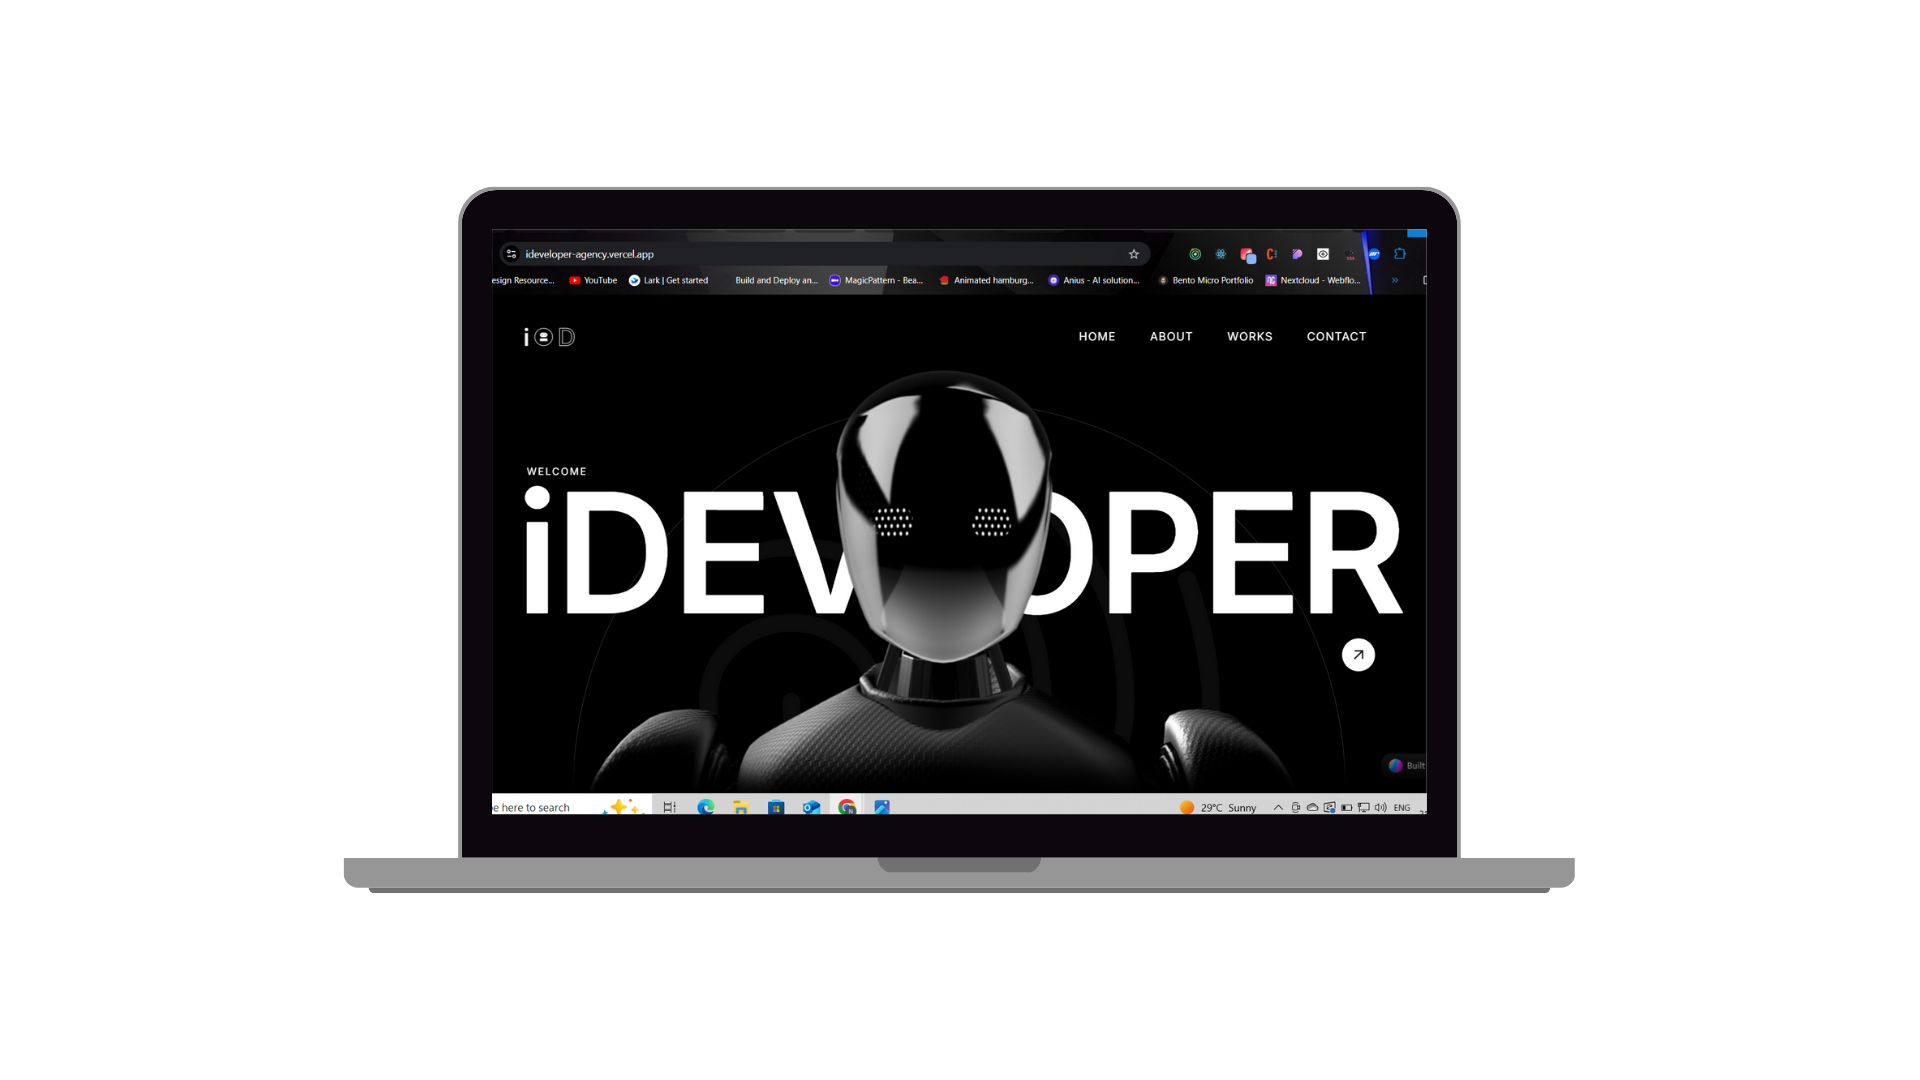 ideveloper-agency.vercel.app
esign Resource... YouTube Lark | Get started Build and Deploy an... MagicPattern - Bea... Animated hamburg... Anius - AI solution... Bento Micro Portfolio Nextcloud - Webflo... »
i D HOME ABOUT WORKS CONTACT
WELCOME
iDEV OPER
Built
e here to search 29°C Sunny ENG